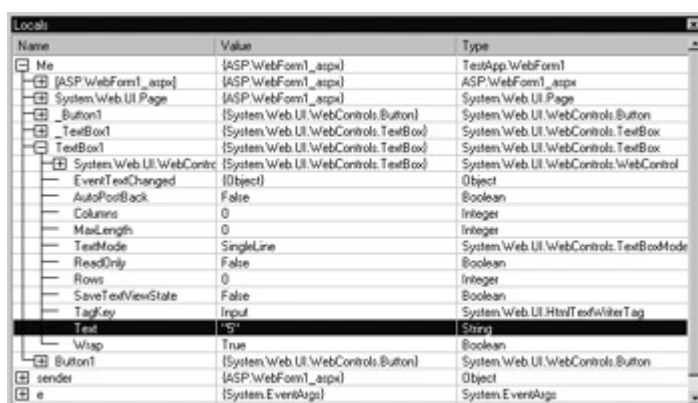 Locals
Name Value Type
Me {ASP.WebForm1_aspx} TestApp.WebForm1
[ASP.WebForm1_aspx] {ASP.WebForm1_aspx} ASP.WebForm1_aspx
System.Web.UI.Page {ASP.WebForm1_aspx} System.Web.UI.Page
_Button1 {System.Web.UI.WebControls.Button} System.Web.UI.WebControls.Button
_TextBox1 {System.Web.UI.WebControls.TextBox} System.Web.UI.WebControls.TextBox
TextBox1 {System.Web.UI.WebControls.TextBox} System.Web.UI.WebControls.TextBox
System.Web.UI.WebContro {System.Web.UI.WebControls.TextBox} System.Web.UI.WebControls.WebControl
EventTextChanged {Object} Object
AutoPostBack False Boolean
Columns 0 Integer
MaxLength 0 Integer
TextMode SingleLine System.Web.UI.WebControls.TextBoxMode
ReadOnly False Boolean
Rows 0 Integer
SaveTextViewState False Boolean
TagKey Input System.Web.UI.HtmlTextWriterTag
Text "5" String
Wrap True Boolean
Button1 {System.Web.UI.WebControls.Button} System.Web.UI.WebControls.Button
sender {ASP.WebForm1_aspx} Object
e {System.EventArgs} System.EventArgs